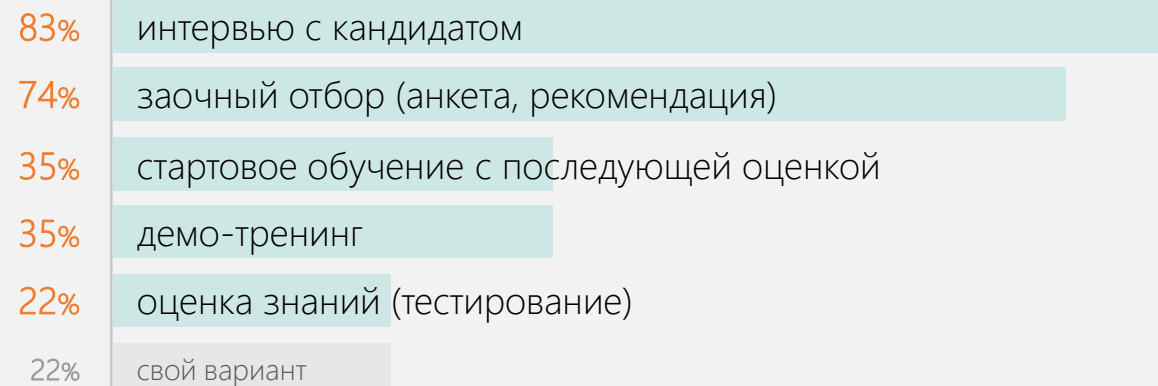 83% интервью с кандидатом
74% заочный отбор (анкета, рекомендация)
35% стартовое обучение с последующей оценкой
35% демо-тренинг
22% оценка знаний (тестирование)
22% свой вариант